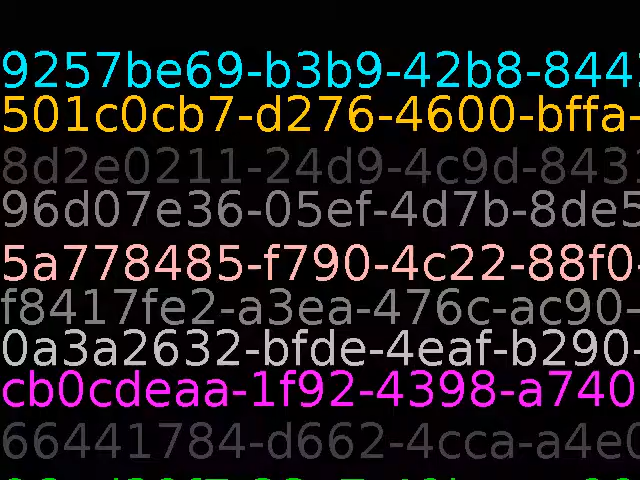 9257be69-b3b9-42b8-844
501c0cb7-d276-4600-bffa-
8d2e0211-24d9-4c9d-843
96d07e36-05ef-4d7b-8de5
5a778485-f790-4c22-88f0-
f8417fe2-a3ea-476c-ac90-
0a3a2632-bfde-4eaf-b290-
cb0cdeaa-1f92-4398-a740
66441784-d662-4cca-a4e0